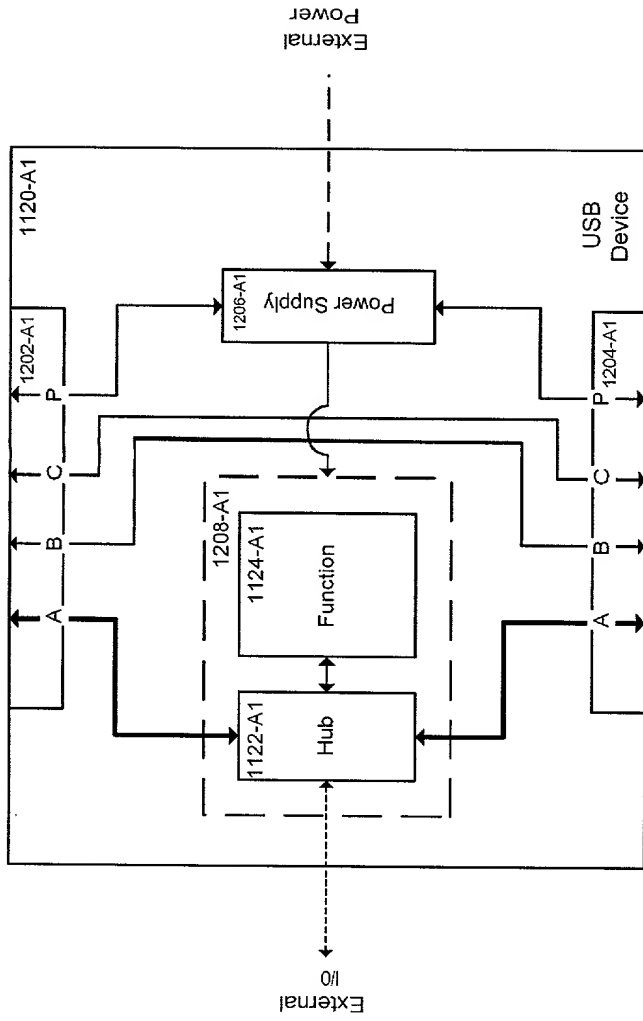 1120-A1
1202-A1
A
B
C
P
External
I/0
1208-A1
1122-A1
Hub
1124-A1
Function
1206-A1
Power Supply
External
Power
A
B
C
P
1204-A1
USB
Device